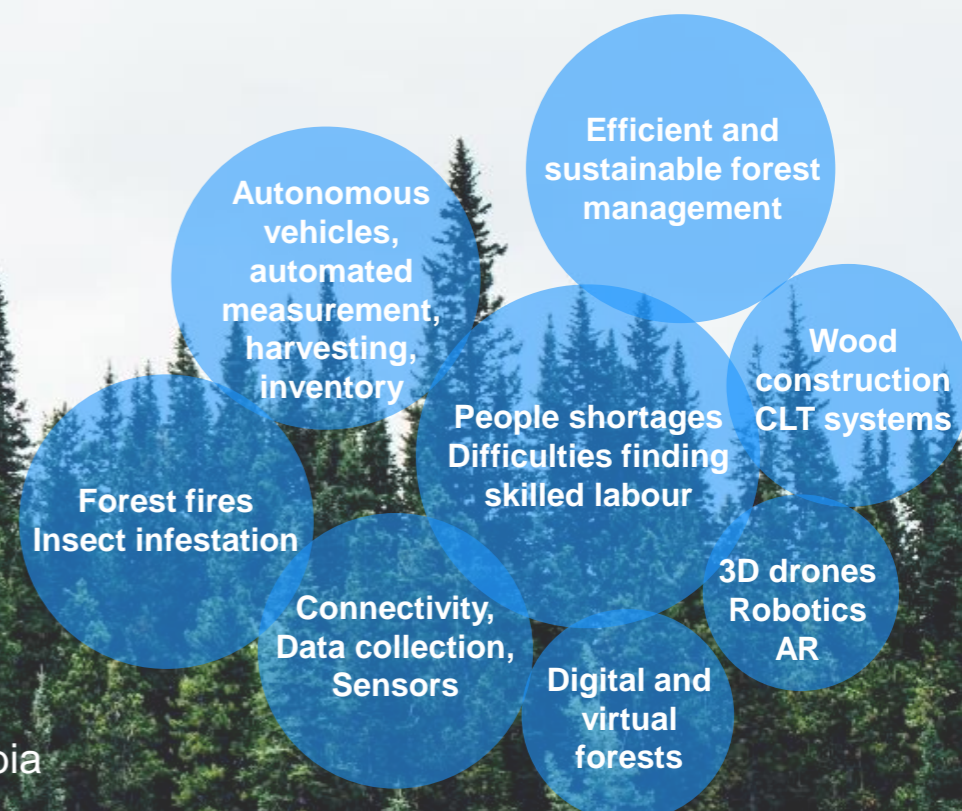 Efficient and
sustainable forest
management
Autonomous
vehicles,
automated
measurement,
harvesting,
inventory
Wood
construction
CLT systems
People shortages
Difficulties finding
skilled labour
Forest fires
Insect infestation
3D drones
Robotics
AR
Connectivity,
Data collection,
Sensors
Digital and
virtual
forests